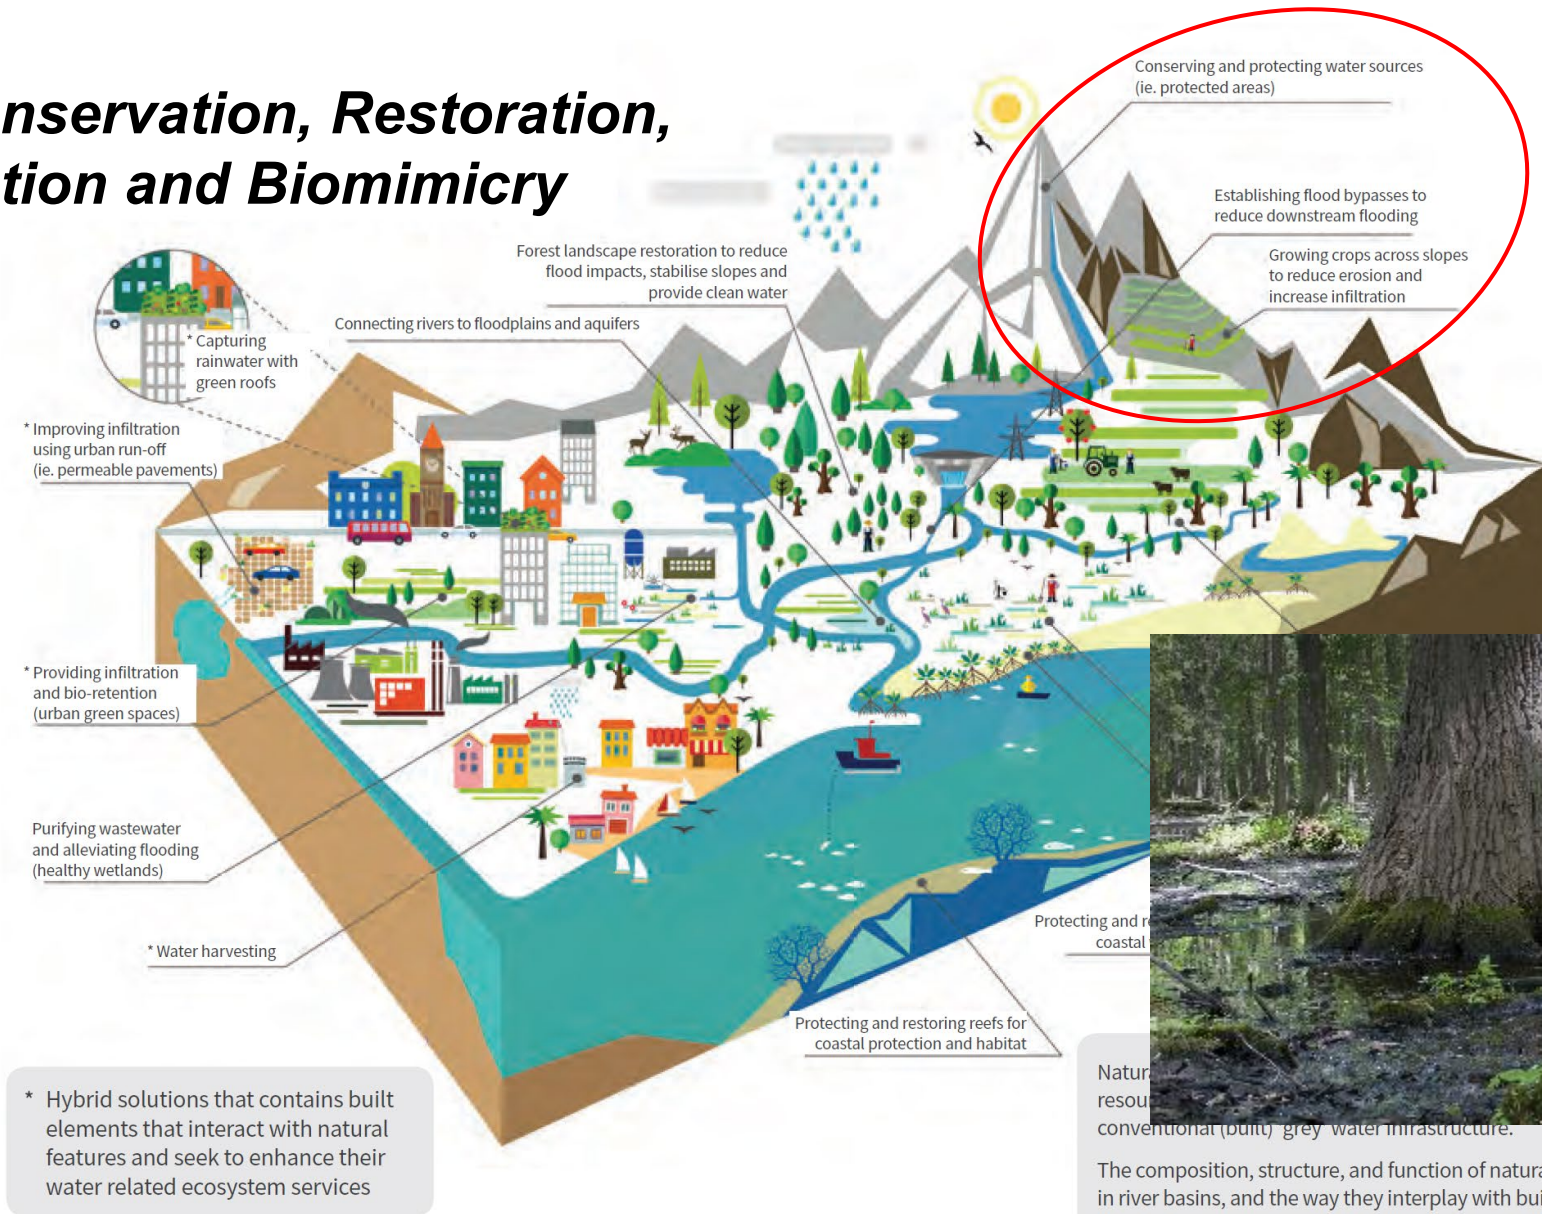 nservation, Restoration,
tion and Biomimicry
Conserving and protecting water sources
(ie. protected areas)
Establishing flood bypasses to
reduce downstream flooding
Growing crops across slopes
to reduce erosion and
increase infiltration
Forest landscape restoration to reduce
flood impacts, stabilise slopes and
provide clean water
Connecting rivers to floodplains and aquifers
* Capturing
rainwater with
green roofs
* Improving infiltration
using urban run-off
(ie. permeable pavements)
* Providing infiltration
and bio-retention
(urban green spaces)
Purifying wastewater
and alleviating flooding
(healthy wetlands)
* Water harvesting
Protecting and re
coastal
Protecting and restoring reefs for
coastal protection and habitat
* Hybrid solutions that contains built
elements that interact with natural
features and seek to enhance their
water related ecosystem services
Natura
resour
conventional (built) 'grey' water infrastructure.
The composition, structure, and function of natura
in river basins, and the way they interplay with bui